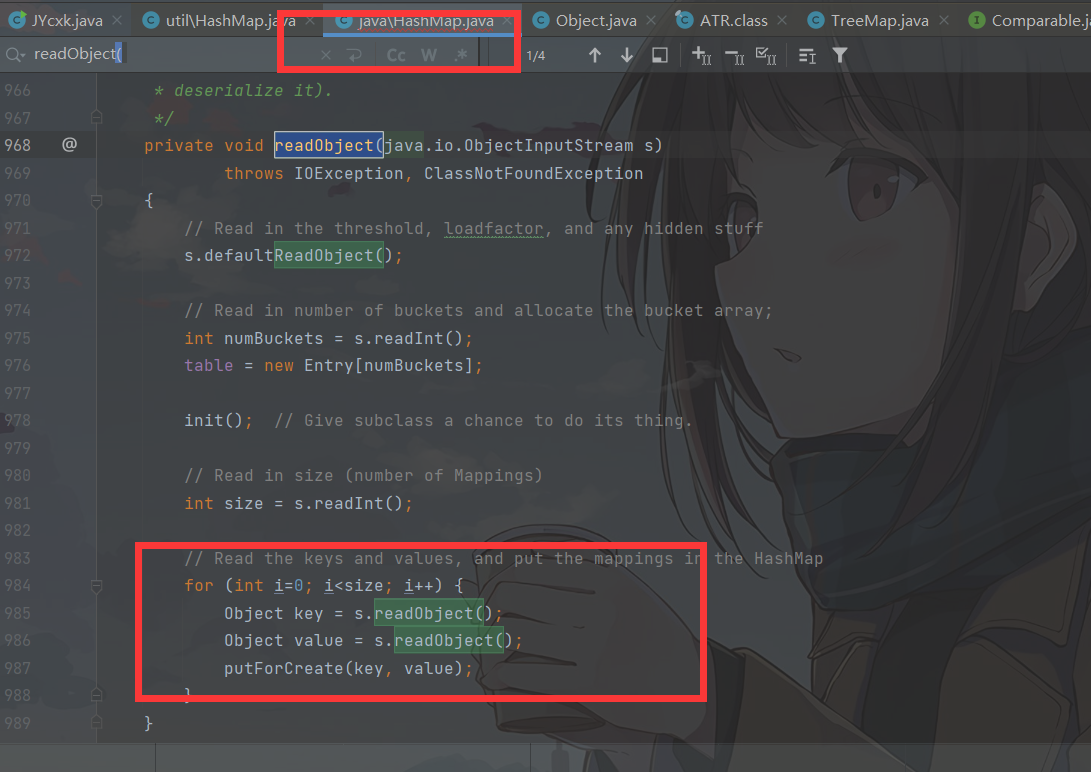 JYcxk.java × util\HashMap.java × java\HashMap.java × Object.java × ATR.class × TreeMap.java × Comparable.j
readObject( × Cc W .* 1/4
966 * deserialize it).
967 */
968 @ private void readObject(java.io.ObjectInputStream s)
969 throws IOException, ClassNotFoundException
970 {
971 // Read in the threshold, loadfactor, and any hidden stuff
972 s.defaultReadObject();
973
974 // Read in number of buckets and allocate the bucket array;
975 int numBuckets = s.readInt();
976 table = new Entry[numBuckets];
977
978 init(); // Give subclass a chance to do its thing.
979
980 // Read in size (number of Mappings)
981 int size = s.readInt();
982
983 // Read the keys and values, and put the mappings in the HashMap
984 for (int i=0; i<size; i++) {
985 Object key = s.readObject();
986 Object value = s.readObject();
987 putForCreate(key, value);
988 }
989 }